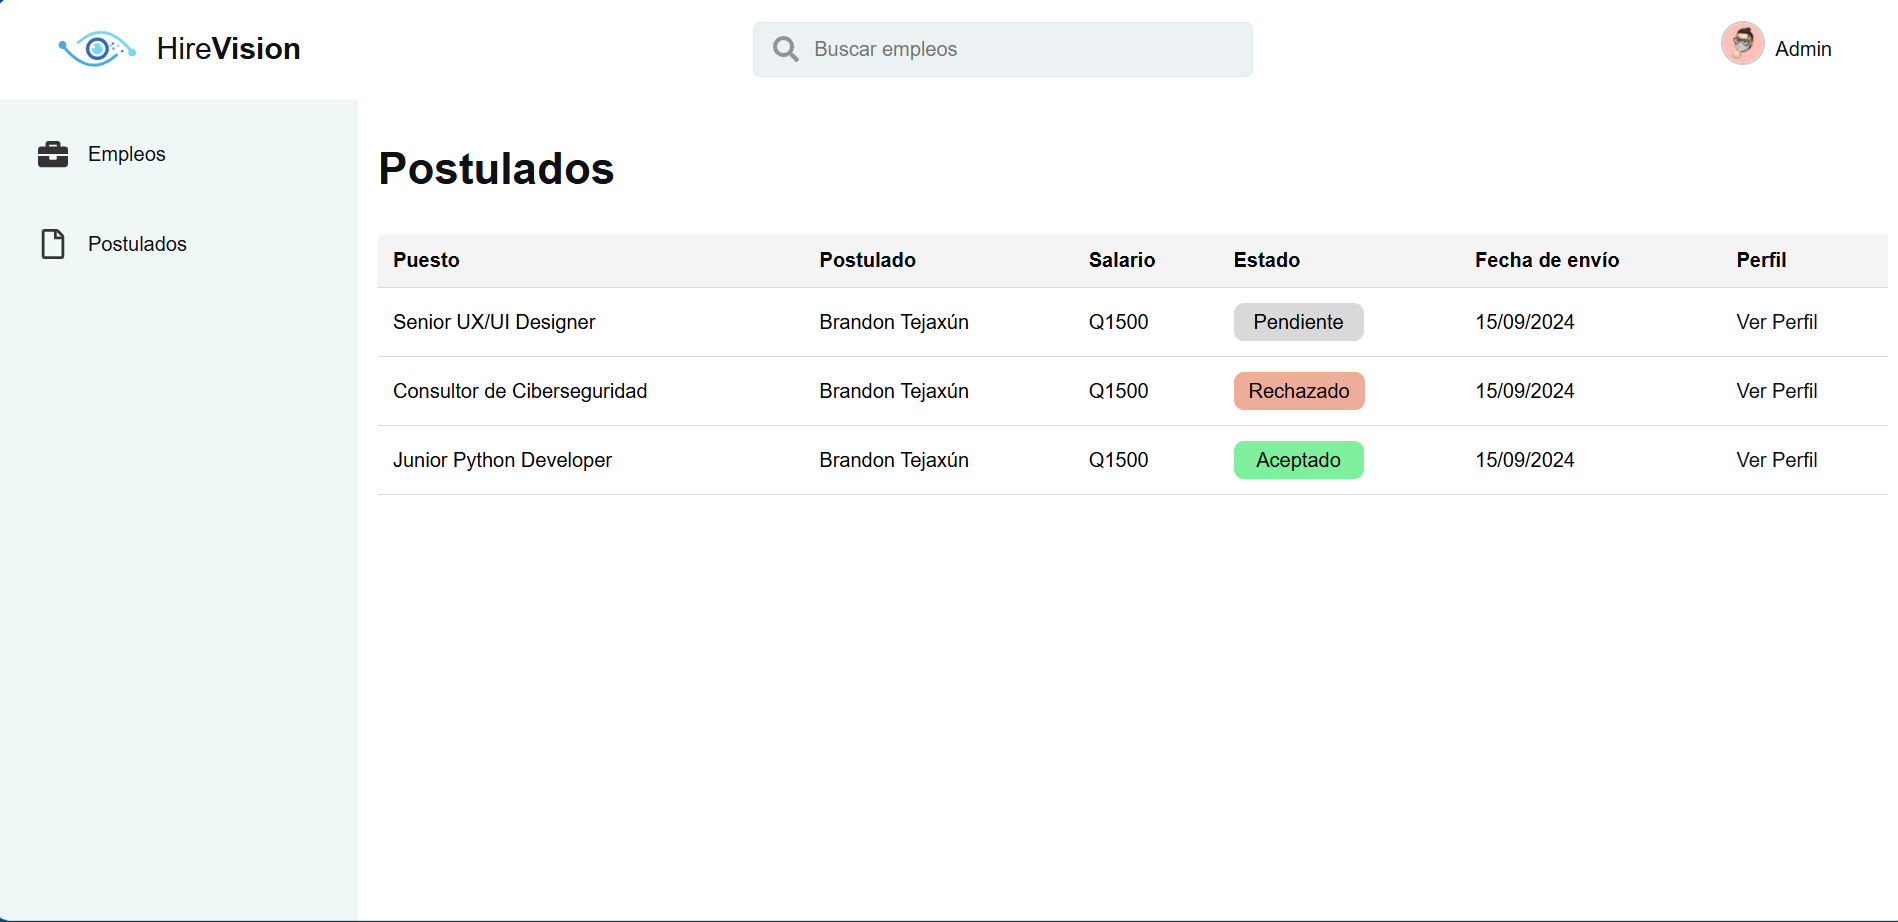 HireVision
Buscar empleos
Admin
Empleos
Postulados
Postulados
Puesto Postulado Salario Estado Fecha de envío Perfil
Senior UX/UI Designer Brandon Tejaxún Q1500 Pendiente 15/09/2024 Ver Perfil
Consultor de Ciberseguridad Brandon Tejaxún Q1500 Rechazado 15/09/2024 Ver Perfil
Junior Python Developer Brandon Tejaxún Q1500 Aceptado 15/09/2024 Ver Perfil